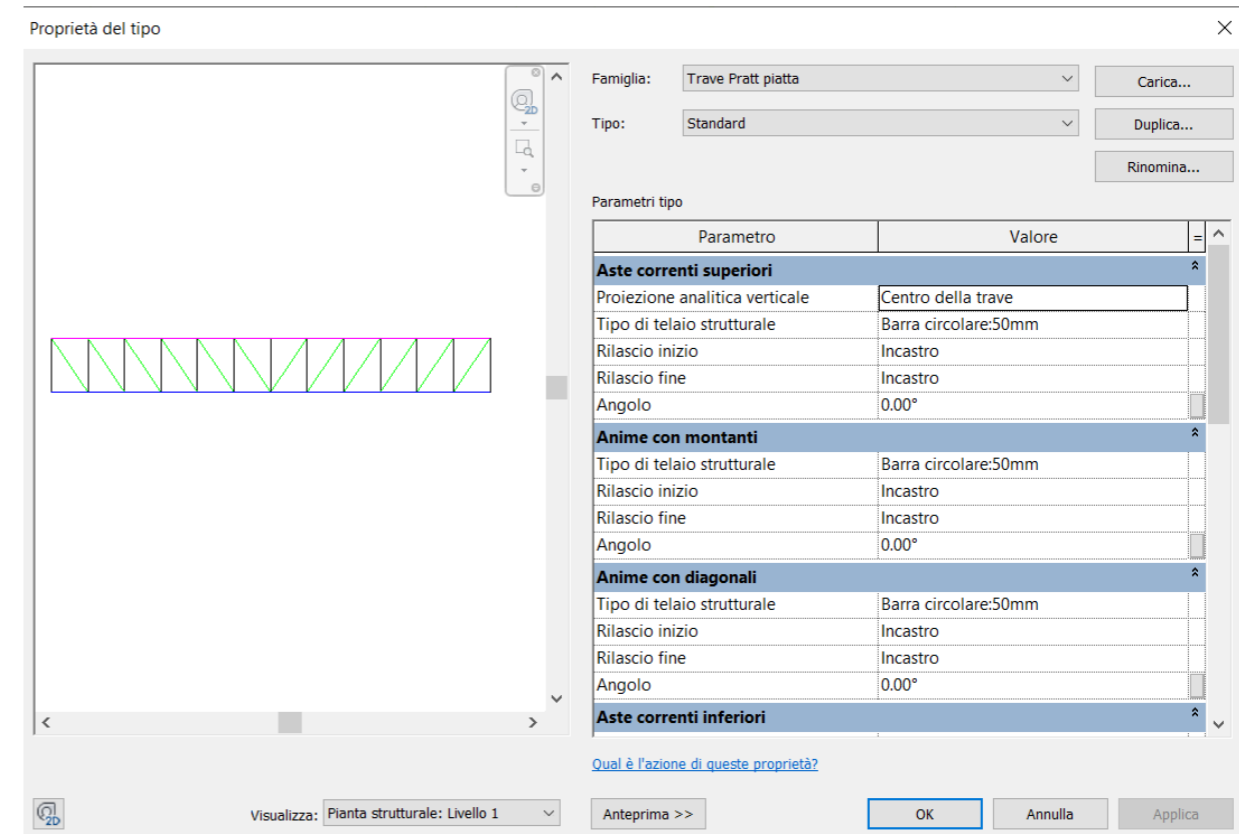 Proprietà del tipo
2D
Famiglia: Trave Pratt piatta Carica...
Tipo: Standard Duplica...
Rinomina...
Parametri tipo
Parametro Valore =
Aste correnti superiori
Proiezione analitica verticale Centro della trave
Tipo di telaio strutturale Barra circolare:50mm
Rilascio inizio Incastro
Rilascio fine Incastro
Angolo 0.00°
Anime con montanti
Tipo di telaio strutturale Barra circolare:50mm
Rilascio inizio Incastro
Rilascio fine Incastro
Angolo 0.00°
Anime con diagonali
Tipo di telaio strutturale Barra circolare:50mm
Rilascio inizio Incastro
Rilascio fine Incastro
Angolo 0.00°
Aste correnti inferiori
Qual è l'azione di queste proprietà?
2D Visualizza: Pianta strutturale: Livello 1 Anteprima >> OK Annulla Applica